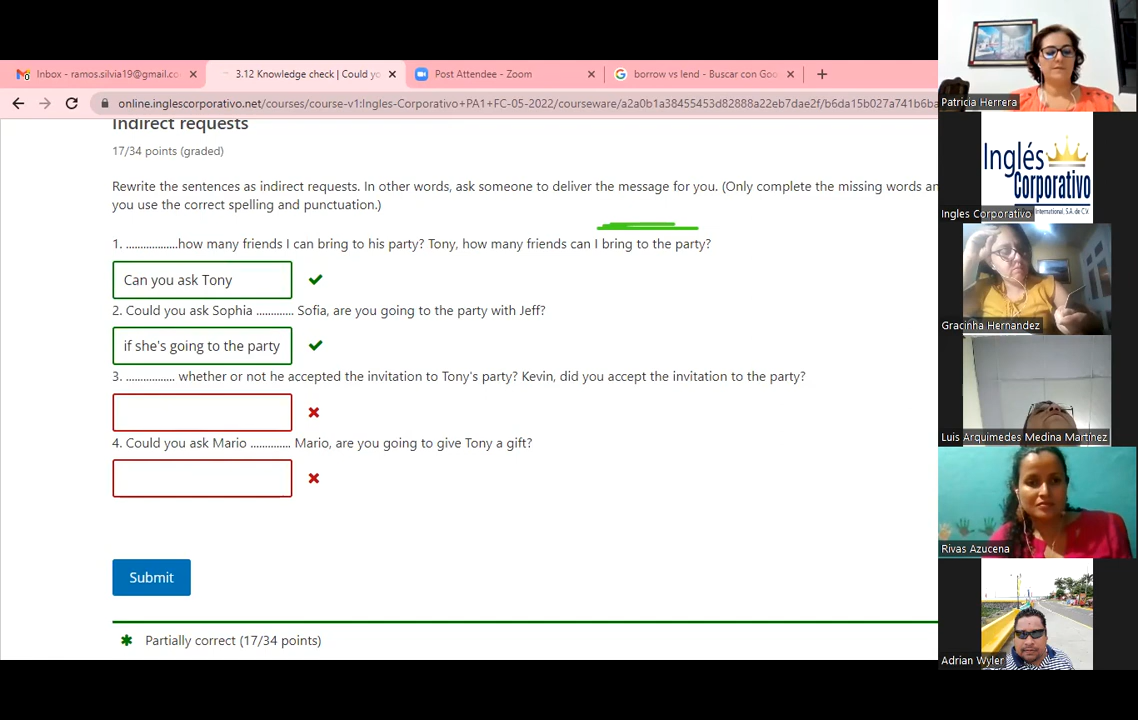 Inbox - ramos.silvia19@gmail.co
3.12 Knowledge check | Could yo
Post Attendee - Zoom
borrow vs lend - Buscar con Goo
online.inglescorporativo.net/courses/course-v1:Ingles-Corporativo+PA1+FC-05-2022/courseware/a2a0b1a38455453d82888a22eb7dae2f/b6da15b027a741b6ba
Indirect requests
17/34 points (graded)
Rewrite the sentences as indirect requests. In other words, ask someone to deliver the message for you. (Only complete the missing words an
you use the correct spelling and punctuation.)
1. ..................how many friends I can bring to his party? Tony, how many friends can I bring to the party?
Can you ask Tony
2. Could you ask Sophia ............. Sofia, are you going to the party with Jeff?
if she's going to the party
3. ................. whether or not he accepted the invitation to Tony's party? Kevin, did you accept the invitation to the party?
4. Could you ask Mario .............. Mario, are you going to give Tony a gift?
Submit
Partially correct (17/34 points)
Patricia Herrera
Inglés
Corporativo
International, S.A. de C.V.
Ingles Corporativo
Gracinha Hernandez
Luis Arquimedes Medina Martínez
Rivas Azucena
Adrian Wyler